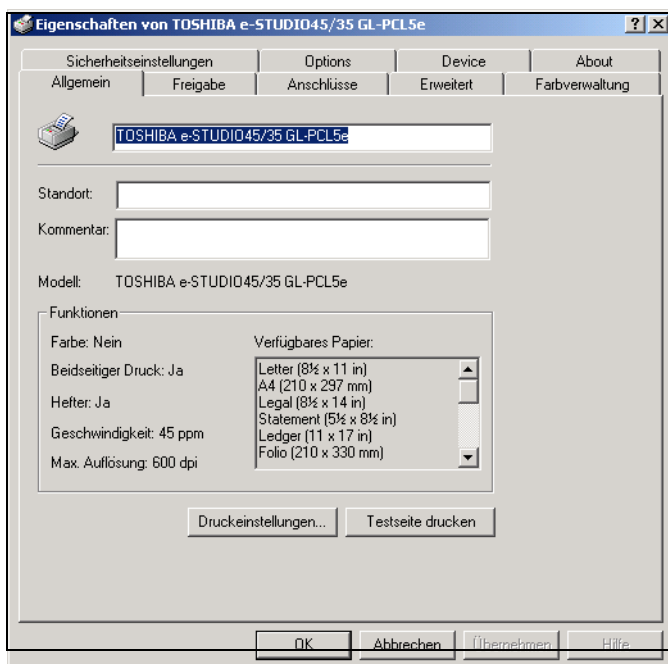 Eigenschaften von TOSHIBA e-STUDIO45/35 GL-PCL5e
Sicherheitseinstellungen Options Device About
Allgemein Freigabe Anschlüsse Erweitert Farbverwaltung
TOSHIBA e-STUDIO45/35 GL-PCL5e
Standort:
Kommentar:
Modell: TOSHIBA e-STUDIO45/35 GL-PCL5e
Funktionen
Farbe: Nein
Beidseitiger Druck: Ja
Hefter: Ja
Geschwindigkeit: 45 ppm
Max. Auflösung: 600 dpi
Verfügbares Papier:
Letter (8½ x 11 in)
A4 (210 x 297 mm)
Legal (8½ x 14 in)
Statement (5½ x 8½ in)
Ledger (11 x 17 in)
Folio (210 x 330 mm)
Druckeinstellungen... Testseite drucken
OK Abbrechen Übernehmen Hilfe